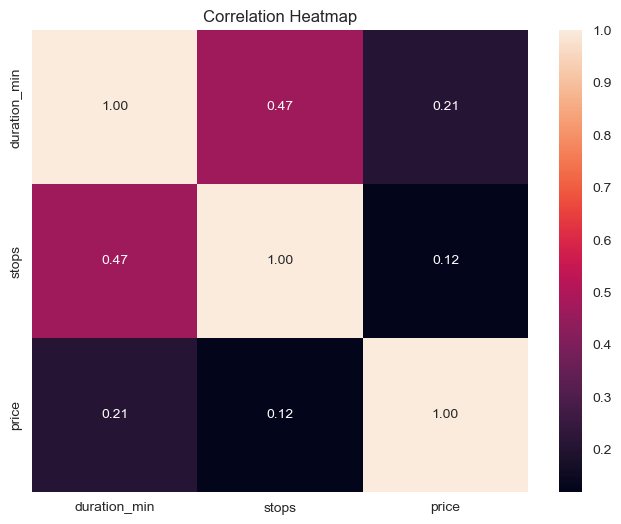 Correlation Heatmap
duration_min
1.00
0.47
0.21
stops
0.47
1.00
0.12
price
0.21
0.12
1.00
duration_min
stops
price
1.0
0.9
0.8
0.7
0.6
0.5
0.4
0.3
0.2